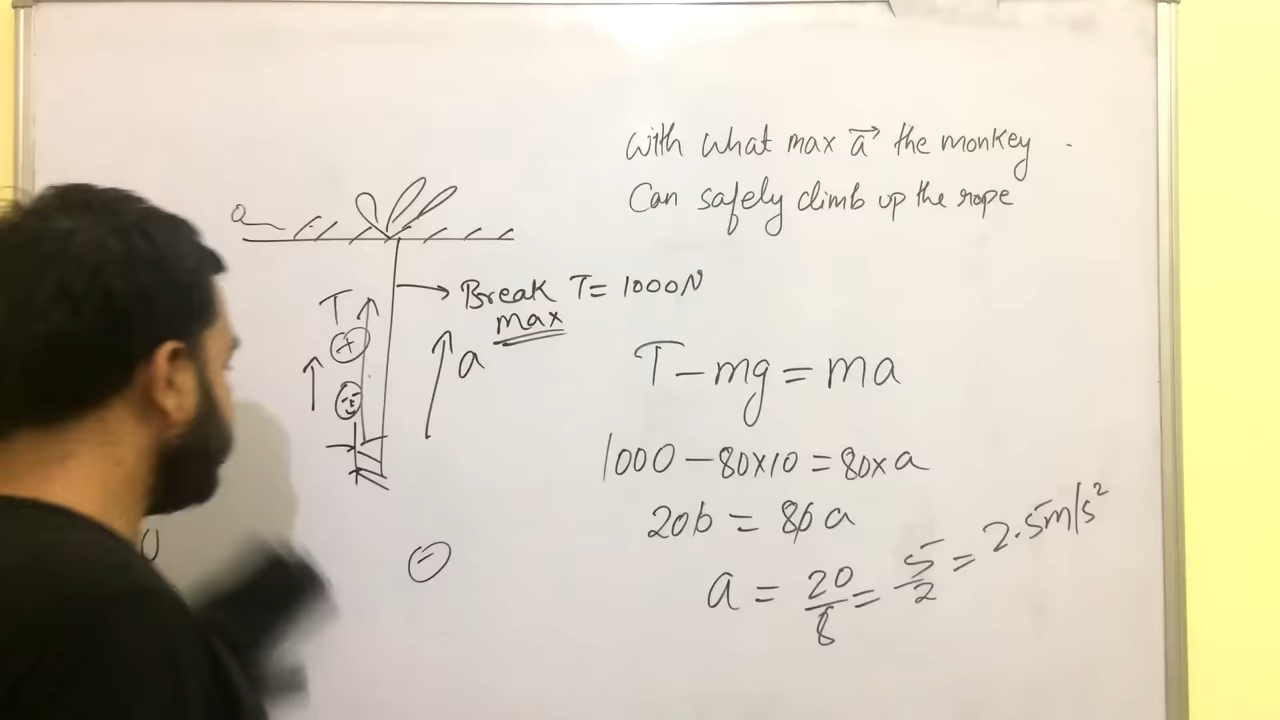 With what max a⃗ the monkey
Can safely climb up the rope
a
T
+
Break T= 1000N
max
a
T-mg=ma
1000-80×10=80×a
200=80a
a = 20/8 = 5/2 = 2.5m/s²
-